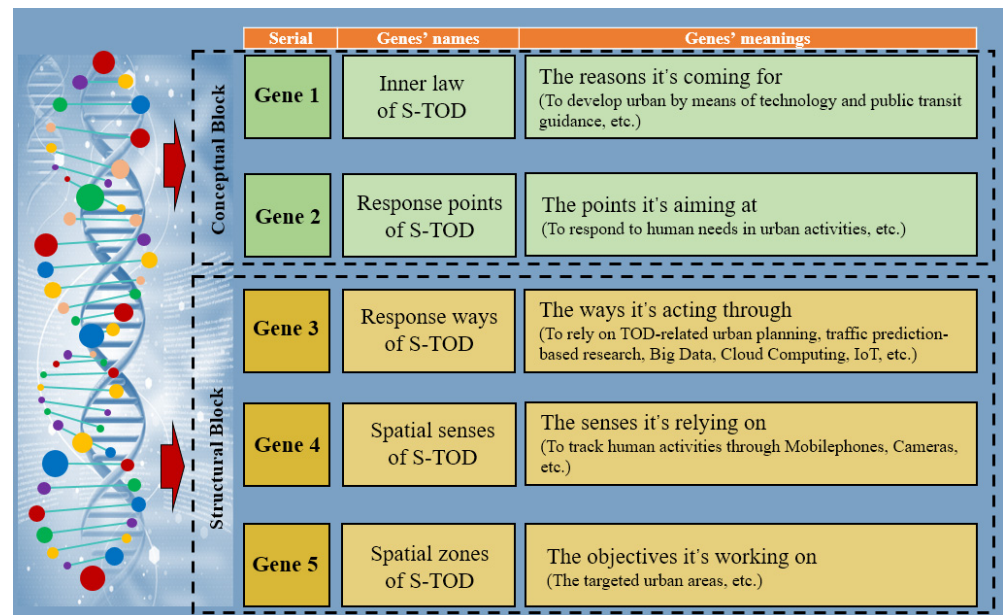 Serial Genes' names Genes' meanings
Conceptual Block
Gene 1
Inner law
of S-TOD
The reasons it's coming for
(To develop urban by means of technology and public transit
guidance, etc.)
Gene 2
Response points
of S-TOD
The points it's aiming at
(To respond to human needs in urban activities, etc.)
Structural Block
Gene 3
Response ways
of S-TOD
The ways it's acting through
(To rely on TOD-related urban planning, traffic prediction-
based research, Big Data, Cloud Computing, IoT, etc.)
Gene 4
Spatial senses
of S-TOD
The senses it's relying on
(To track human activities through Mobilephones, Cameras,
etc.)
Gene 5
Spatial zones
of S-TOD
The objectives it's working on
(The targeted urban areas, etc.)